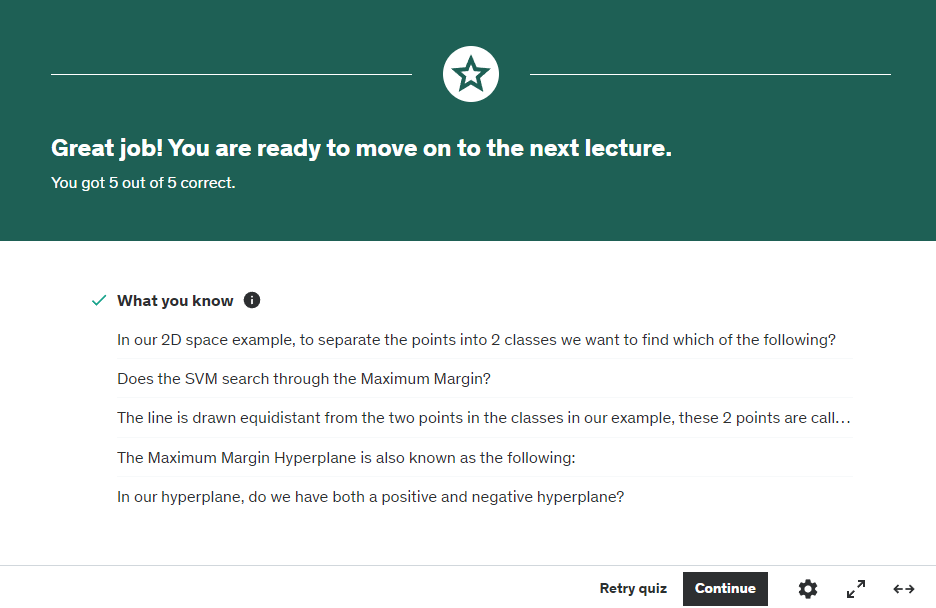 Great job! You are ready to move on to the next lecture.
You got 5 out of 5 correct.
What you know
In our 2D space example, to separate the points into 2 classes we want to find which of the following?
Does the SVM search through the Maximum Margin?
The line is drawn equidistant from the two points in the classes in our example, these 2 points are call...
The Maximum Margin Hyperplane is also known as the following:
In our hyperplane, do we have both a positive and negative hyperplane?
Retry quiz Continue